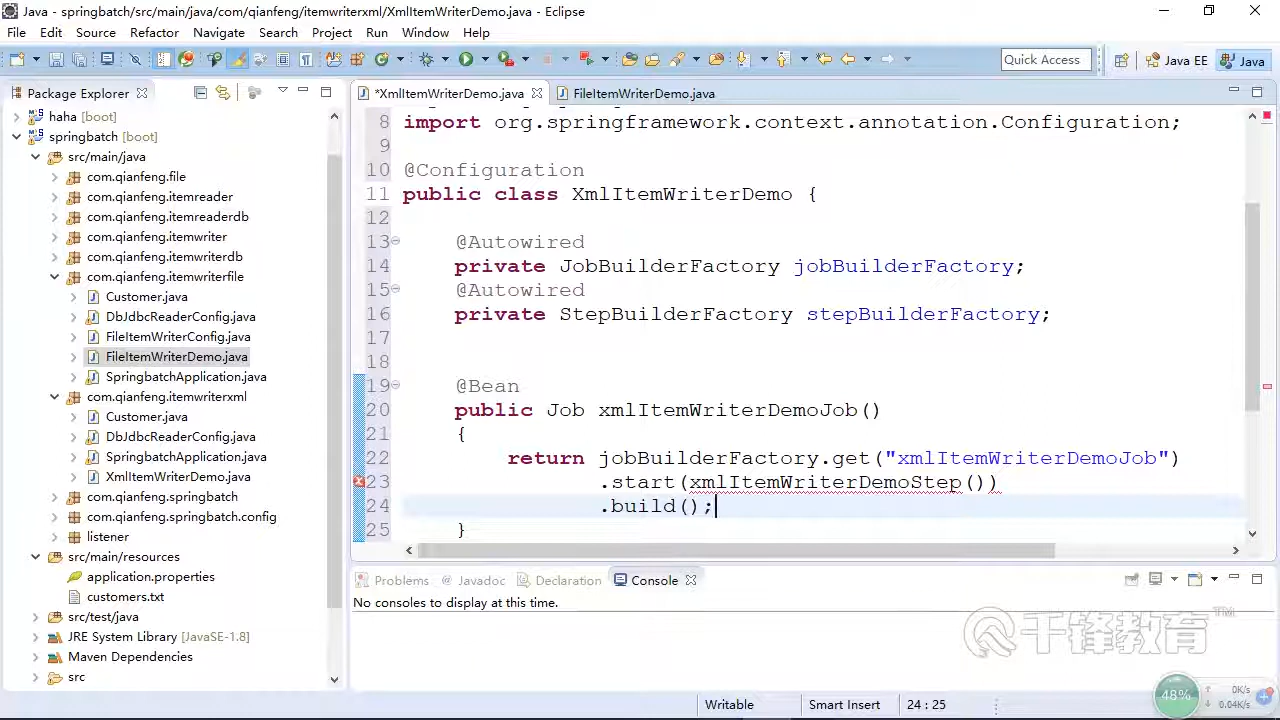 Java - springbatch/src/main/java/com/qianfeng/itemwriterxml/XmlItemWriterDemo.java - Eclipse
File Edit Source Refactor Navigate Search Project Run Window Help
Quick Access
Java EE
Java
Package Explorer
haha [boot]
springbatch [boot]
src/main/java
com.qianfeng.file
com.qianfeng.itemreader
com.qianfeng.itemreaderdb
com.qianfeng.itemwriter
com.qianfeng.itemwriterdb
com.qianfeng.itemwriterfile
Customer.java
DbJdbcReaderConfig.java
FileItemWriterConfig.java
FileItemWriterDemo.java
SpringbatchApplication.java
com.qianfeng.itemwriterxml
Customer.java
DbJdbcReaderConfig.java
SpringbatchApplication.java
XmlItemWriterDemo.java
com.qianfeng.springbatch
com.qianfeng.springbatch.config
listener
src/main/resources
application.properties
customers.txt
src/test/java
JRE System Library [JavaSE-1.8]
Maven Dependencies
src
*XmlItemWriterDemo.java
FileItemWriterDemo.java
8 import org.springframework.context.annotation.Configuration;
9
10 @Configuration
11 public class XmlItemWriterDemo {
12
13 @Autowired
14 private JobBuilderFactory jobBuilderFactory;
15 @Autowired
16 private StepBuilderFactory stepBuilderFactory;
17
18
19 @Bean
20 public Job xmlItemWriterDemoJob()
21 {
22 return jobBuilderFactory.get("xmlItemWriterDemoJob")
23 .start(xmlItemWriterDemoStep())
24 .build();
25 }
Problems @ Javadoc Declaration Console
No consoles to display at this time.
千锋教育 TM
Writable
Smart Insert
24 : 25
48%
0K/s
0.04K/s